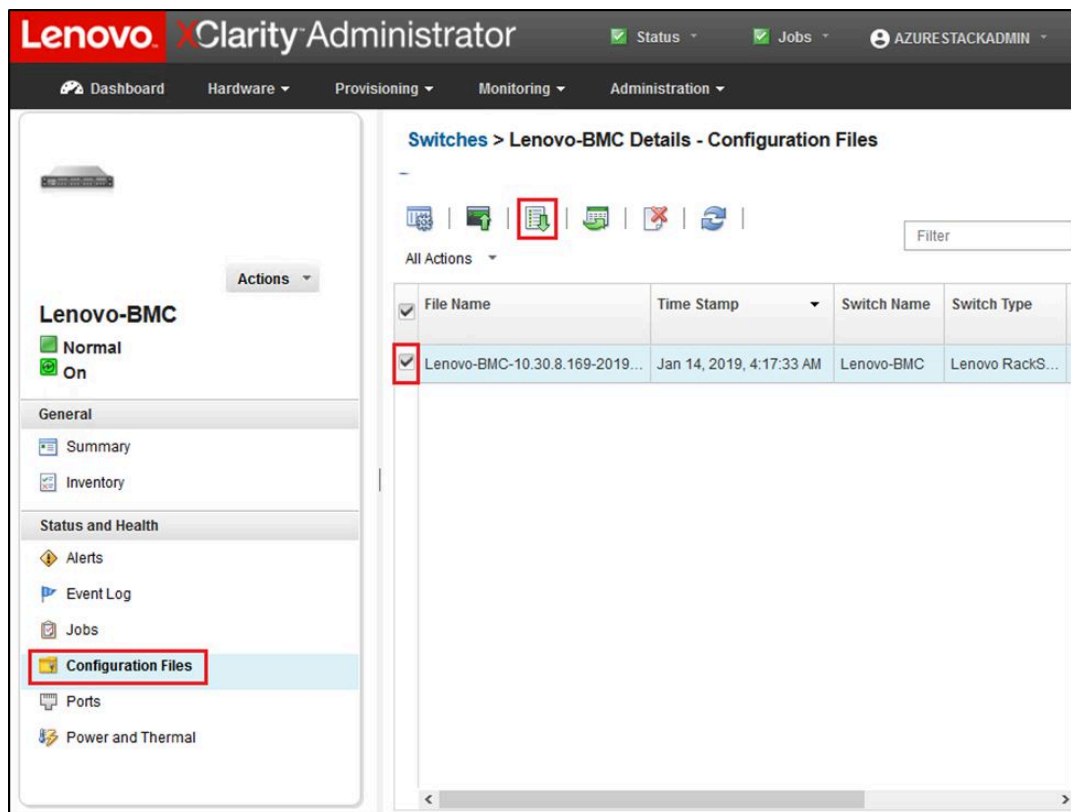 Lenovo. XClarity Administrator
Status
Jobs
AZURESTACKADMIN
Dashboard
Hardware
Provisioning
Monitoring
Administration
Actions
Lenovo-BMC
Normal
On
General
Summary
Inventory
Status and Health
Alerts
Event Log
Jobs
Configuration Files
Ports
Power and Thermal
Switches > Lenovo-BMC Details - Configuration Files
Filter
All Actions
File Name Time Stamp Switch Name Switch Type
Lenovo-BMC-10.30.8.169-2019... Jan 14, 2019, 4:17:33 AM Lenovo-BMC Lenovo RackS...